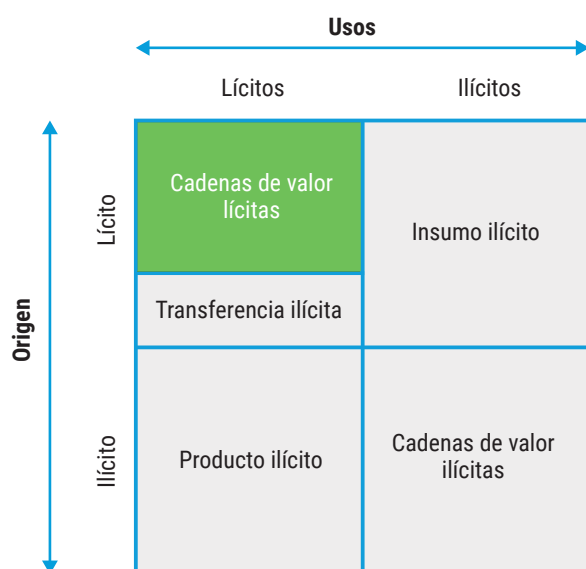 Usos
Lícitos
Ilícitos
Origen
Lícito
Ilícito
Cadenas de valor
lícitas
Insumo ilícito
Transferencia ilícita
Producto ilícito
Cadenas de valor
ilícitas